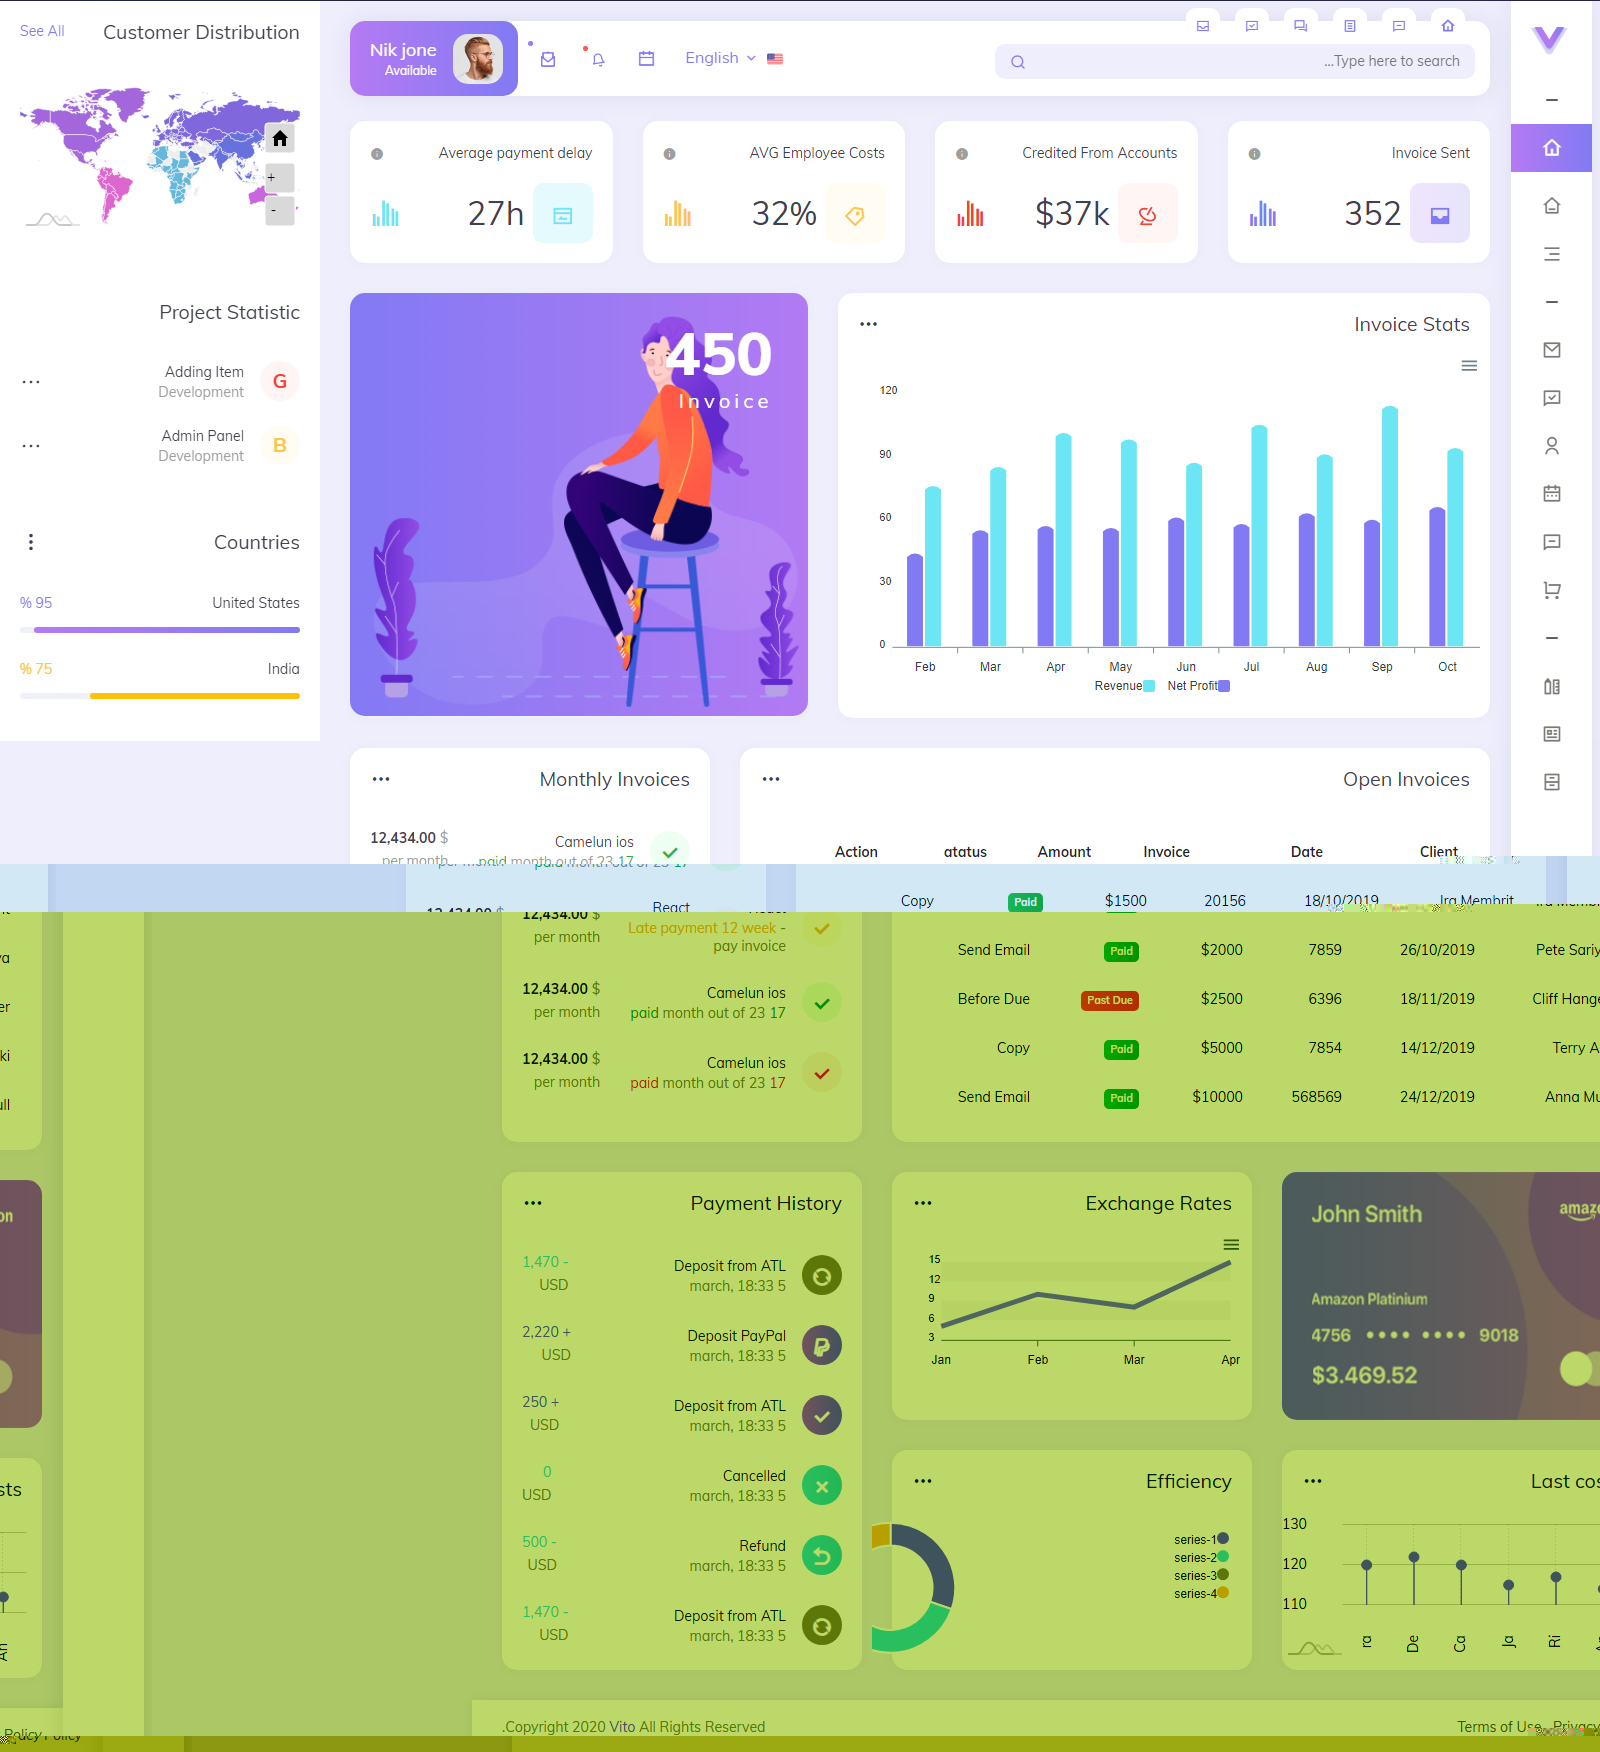 See All
Customer Distribution
+
-
Project Statistic
Adding Item
Development
G
Admin Panel
Development
B
Countries
% 95
United States
% 75
India
Nik jone
Available
English
...Type here to search
Average payment delay
27h
AVG Employee Costs
32%
Credited From Accounts
$37k
Invoice Sent
352
450
Invoice
Invoice Stats
120
90
60
30
0
Feb Mar Apr May Jun Jul Aug Sep Oct
Revenue Net Profit
Monthly Invoices
12,434.00 $
per month
Camelun ios
paid month out of 23 17
React
12,434.00 $
per month
Late payment 12 week -
pay invoice
12,434.00 $
per month
Camelun ios
paid month out of 23 17
12,434.00 $
per month
Camelun ios
paid month out of 23 17
Open Invoices
Action atatus Amount Invoice Date Client
Copy Paid $1500 20156 18/10/2019 Ira Membrit
Send Email Paid $2000 7859 26/10/2019 Pete Sariy
Before Due Past Due $2500 6396 18/11/2019 Cliff Hange
Copy Paid $5000 7854 14/12/2019 Terry A
Send Email Paid $10000 568569 24/12/2019 Anna Mu
Payment History
1,470 -
USD
Deposit from ATL
march, 18:33 5
2,220 +
USD
Deposit PayPal
march, 18:33 5
250 +
USD
Deposit from ATL
march, 18:33 5
0
USD
Cancelled
march, 18:33 5
500 -
USD
Refund
march, 18:33 5
1,470 -
USD
Deposit from ATL
march, 18:33 5
Exchange Rates
15
12
9
6
3
Jan Feb Mar Apr
John Smith
amazo
Amazon Platinium
4756 •••• •••• 9018
$3.469.52
Efficiency
series-1
series-2
series-3
series-4
Last cos
130
120
110
ra De Ca Ja Ri
.Copyright 2020 Vito All Rights Reserved
Terms of Use Privacy